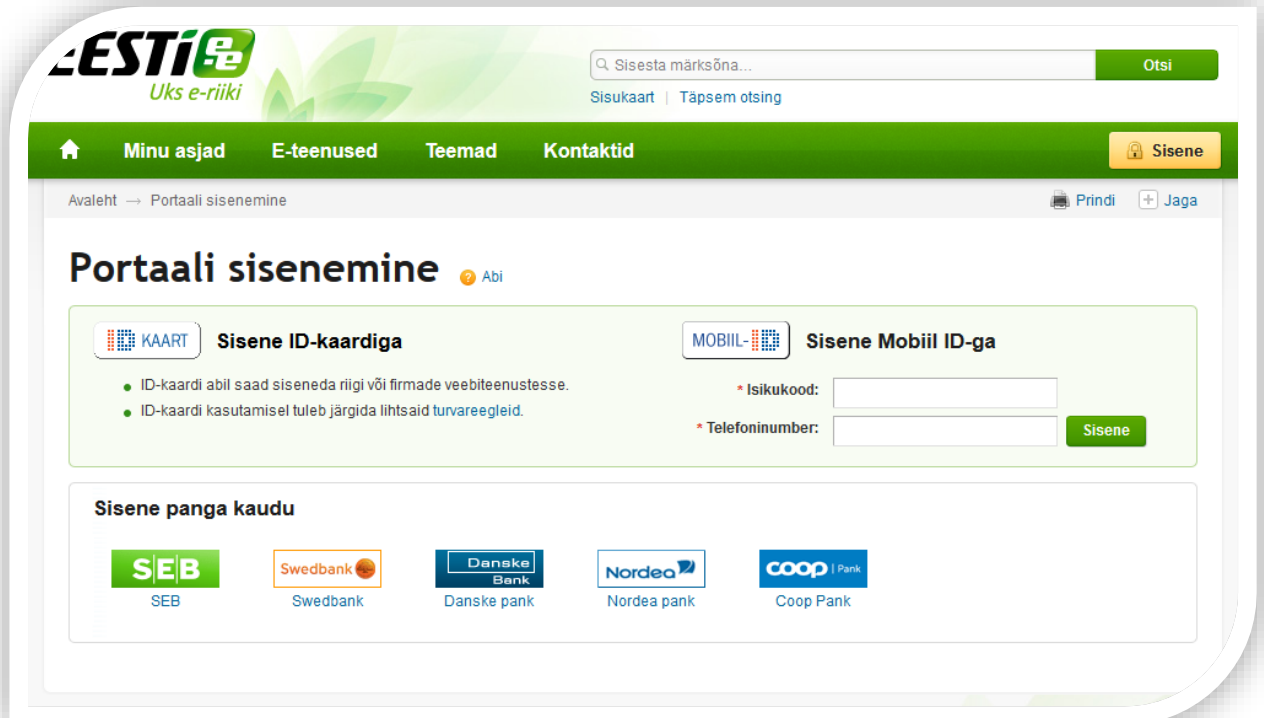 EESTi.ee
Uks e-riiki
Sisesta märksõna...
Otsi
Sisukaart | Täpsem otsing
Minu asjad E-teenused Teemad Kontaktid Sisene
Avaleht → Portaali sisenemine Prindi + Jaga
Portaali sisenemine ? Abi
ID KAART Sisene ID-kaardiga
ID-kaardi abil saad siseneda riigi või firmade veebiteenustesse.
ID-kaardi kasutamisel tuleb järgida lihtsaid turvareegleid.
MOBIIL-ID Sisene Mobiil ID-ga
* Isikukood:
* Telefoninumber: Sisene
Sisene panga kaudu
SEB Swedbank Danske Bank Nordea COOP | Pank
SEB Swedbank Danske pank Nordea pank Coop Pank